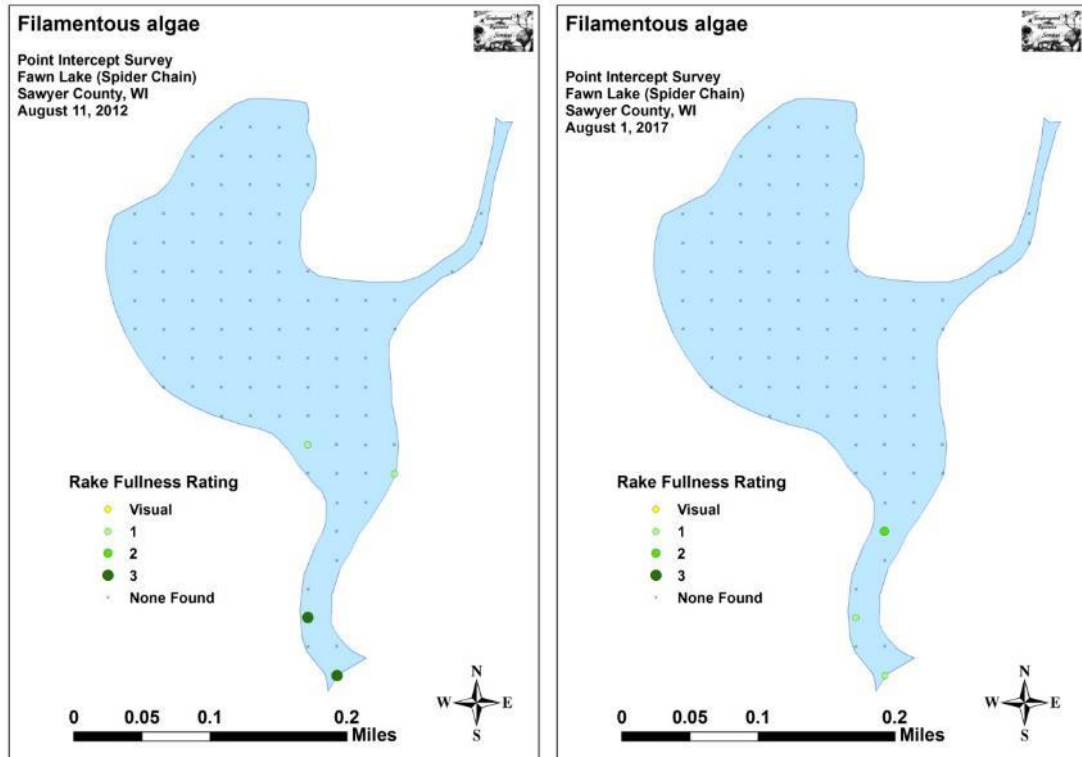 Filamentous algae
Point Intercept Survey
Fawn Lake (Spider Chain)
Sawyer County, WI
August 11, 2012
Rake Fullness Rating
Visual
1
2
3
None Found
N
W E
S
0 0.05 0.1 0.2
Miles
Filamentous algae
Point Intercept Survey
Fawn Lake (Spider Chain)
Sawyer County, WI
August 1, 2017
Rake Fullness Rating
Visual
1
2
3
None Found
N
W E
S
0 0.05 0.1 0.2
Miles